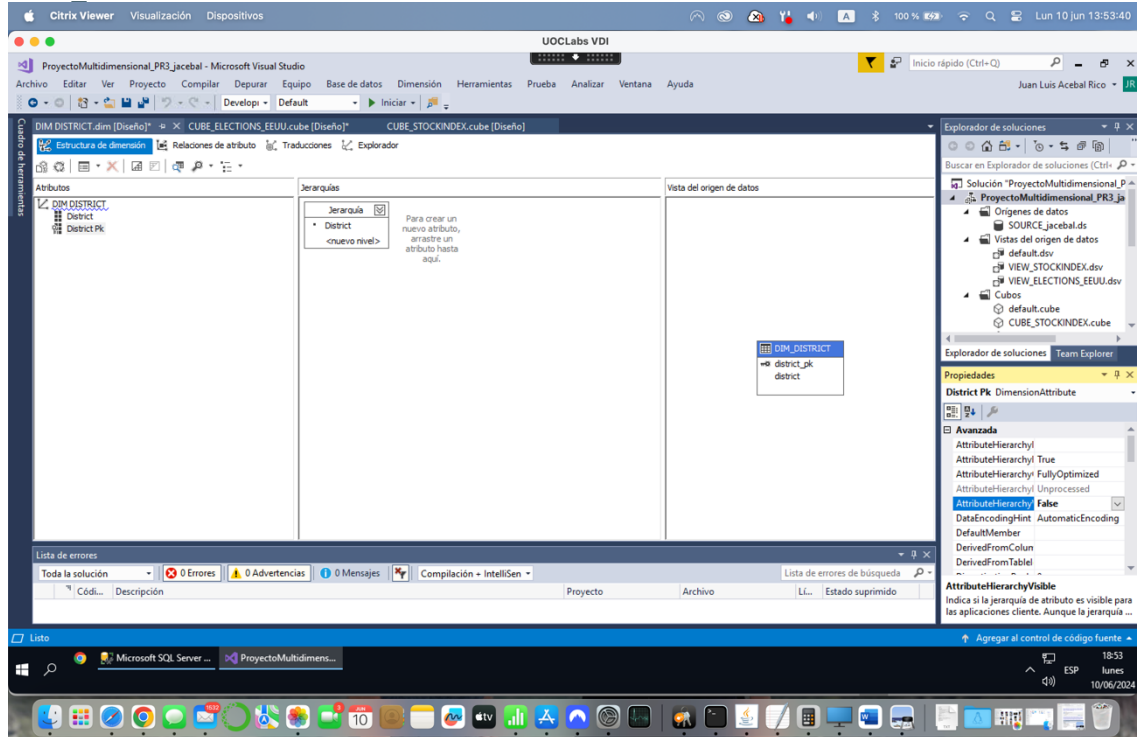 Citrix Viewer Visualización Dispositivos 100 % Lun 10 jun 13:53:40
UOCLabs VDI
ProyectoMultidimensional_PR3_jacebal - Microsoft Visual Studio Inicio rápido (Ctrl+Q)
Archivo Editar Ver Proyecto Compilar Depurar Equipo Base de datos Dimensión Herramientas Prueba Analizar Ventana Ayuda Juan Luis Acebal Rico JR
Developi Default Iniciar
Cuadro de herramientas
DIM DISTRICT.dim [Diseño]* CUBE_ELECTIONS_EEUU.cube [Diseño]* CUBE_STOCKINDEX.cube [Diseño]
Estructura de dimensión Relaciones de atributo Traducciones Explorador
Atributos
DIM DISTRICT
District
District Pk
Jerarquías
Jerarquía
District
<nuevo nivel>
Para crear un
nuevo atributo,
arrastre un
atributo hasta
aquí.
Vista del origen de datos
DIM_DISTRICT
district_pk
district
Explorador de soluciones
Buscar en Explorador de soluciones (Ctrl+
Solución "ProyectoMultidimensional_P
ProyectoMultidimensional_PR3_ja
Orígenes de datos
SOURCE_jacebal.ds
Vistas del origen de datos
default.dsv
VIEW_STOCKINDEX.dsv
VIEW_ELECTIONS_EEUU.dsv
Cubos
default.cube
CUBE_STOCKINDEX.cube
Explorador de soluciones Team Explorer
Propiedades
District Pk DimensionAttribute
Avanzada
AttributeHierarchyI
AttributeHierarchyI True
AttributeHierarchy( FullyOptimized
AttributeHierarchyI Unprocessed
AttributeHierarchy\ False
DataEncodingHint AutomaticEncoding
DefaultMember
DerivedFromColun
DerivedFromTableI
AttributeHierarchyVisible
Indica si la jerarquía de atributo es visible para
las aplicaciones cliente. Aunque la jerarquía ...
Lista de errores
Toda la solución 0 Errores 0 Advertencias 0 Mensajes Compilación + IntelliSen Lista de errores de búsqueda
Códi... Descripción Proyecto Archivo Lí... Estado suprimido
Listo Agregar al control de código fuente
Microsoft SQL Server ... ProyectoMultidimens... ESP 18:53
lunes
10/06/2024